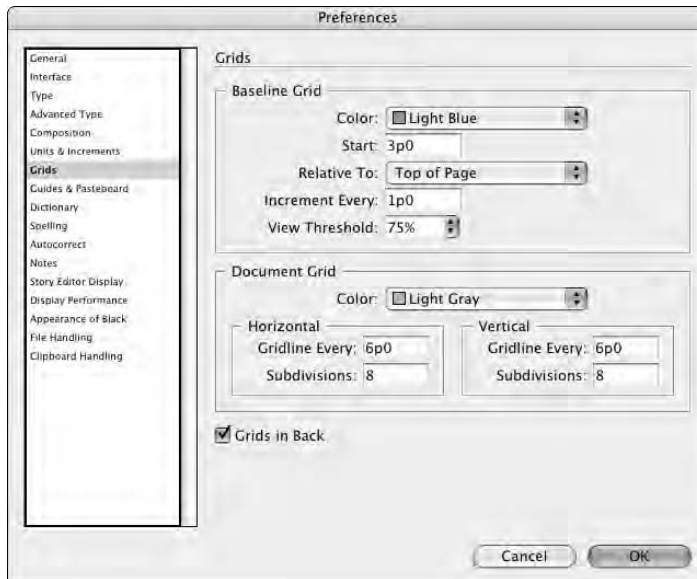 Preferences
General
Interface
Type
Advanced Type
Composition
Units & Increments
Grids
Guides & Pasteboard
Dictionary
Spelling
Autocorrect
Notes
Story Editor Display
Display Performance
Appearance of Black
File Handling
Clipboard Handling
Grids
Baseline Grid
Color: Light Blue
Start: 3p0
Relative To: Top of Page
Increment Every: 1p0
View Threshold: 75%
Document Grid
Color: Light Gray
Horizontal
Gridline Every: 6p0
Subdivisions: 8
Vertical
Gridline Every: 6p0
Subdivisions: 8
Grids in Back
Cancel
OK